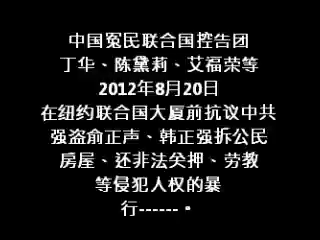 中国冤民联合国控告团
丁华、陈黛莉、艾福荣等
2012年8月20日
在纽约联合国大厦前抗议中共
强盗俞正声、韩正强拆公民
房屋、还非法关押、劳教
等侵犯人权的暴
行------·